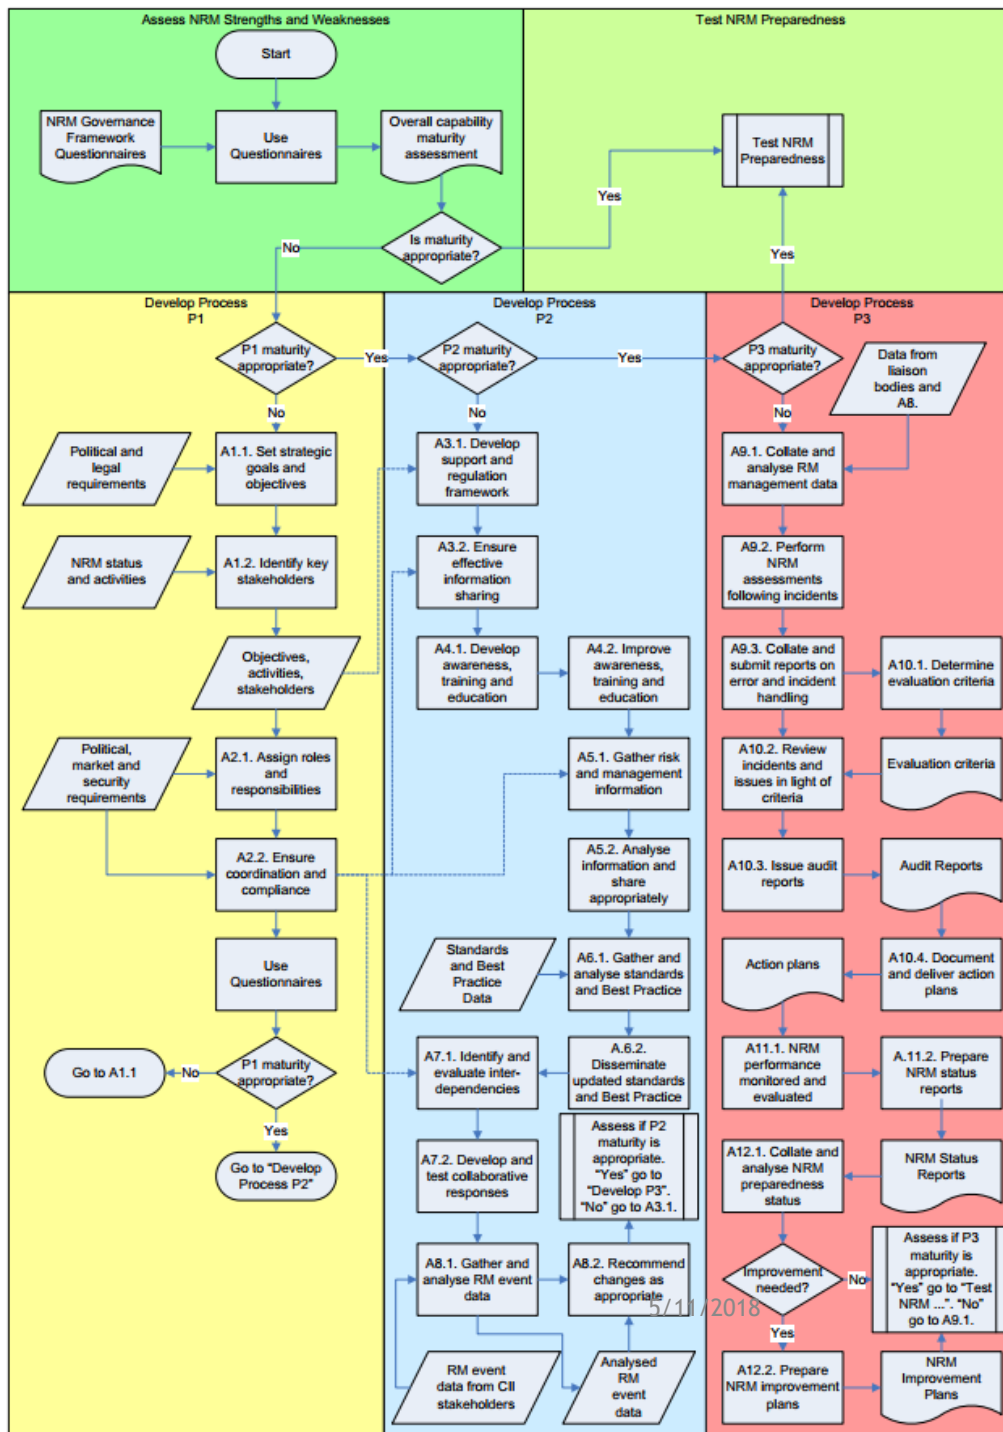 Assess NRM Strengths and Weaknesses
Test NRM Preparedness
Start
NRM Governance
Framework
Questionnaires
Use
Questionnaires
Overall capability
maturity
assessment
Test NRM
Preparedness
Yes
No
Is maturity
appropriate?
Yes
Develop Process
P1
Develop Process
P2
Develop Process
P3
P1 maturity
appropriate?
Yes
P2 maturity
appropriate?
Yes
P3 maturity
appropriate?
Data from
liaison
bodies and
A8.
No
No
No
Political and
legal
requirements
A1.1. Set strategic
goals and
objectives
A3.1. Develop
support and
regulation
framework
A9.1. Collate and
analyse RM
management data
NRM status
and activities
A1.2. Identify key
stakeholders
A3.2. Ensure
effective
information
sharing
A9.2. Perform
NRM
assessments
following incidents
Objectives,
activities,
stakeholders
A4.1. Develop
awareness,
training and
education
A4.2. Improve
awareness,
training and
education
A9.3. Collate and
submit reports on
error and incident
handling
A10.1. Determine
evaluation criteria
Political,
market and
security
requirements
A2.1. Assign roles
and
responsibilities
A5.1. Gather risk
and management
information
A10.2. Review
incidents and
issues in light of
criteria
Evaluation criteria
A2.2. Ensure
coordination and
compliance
A5.2. Analyse
information and
share
appropriately
A10.3. Issue audit
reports
Audit Reports
Use
Questionnaires
Standards
and Best
Practice
Data
A6.1. Gather and
analyse standards
and Best Practice
Action plans
A10.4. Document
and deliver action
plans
Go to A1.1
No
P1 maturity
appropriate?
A7.1. Identify and
evaluate inter-
dependencies
A.6.2.
Disseminate
updated standards
and Best Practice
A11.1. NRM
performance
monitored and
evaluated
A.11.2. Prepare
NRM status
reports
Yes
Go to “Develop
Process P2”
A7.2. Develop and
test collaborative
responses
Assess if P2
maturity is
appropriate.
“Yes” go to
“Develop P3”.
“No” go to A3.1.
A12.1. Collate and
analyse NRM
preparedness
status
NRM Status
Reports
A8.1. Gather and
analyse RM event
data
A8.2. Recommend
changes as
appropriate
Improvement
needed?
No
Assess if P3
maturity is
appropriate.
“Yes” go to “Test
NRM ...”. “No”
go to A9.1.
5/11/2018
Yes
RM event
data from CII
stakeholders
Analysed
RM
event
data
A12.2. Prepare
NRM improvement
plans
NRM
Improvement
Plans